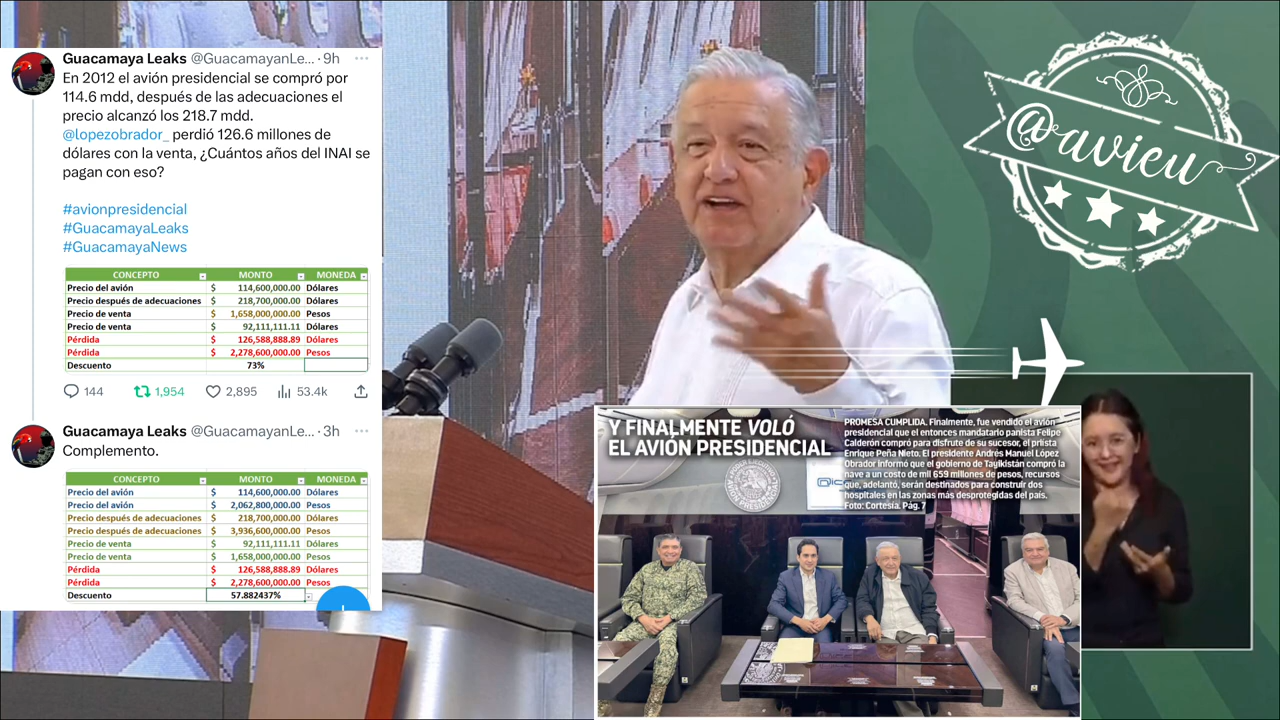 Guacamaya Leaks @GuacamayanLe... · 9h
En 2012 el avión presidencial se compró por
114.6 mdd, después de las adecuaciones el
precio alcanzó los 218.7 mdd.
@lopezobrador_ perdió 126.6 millones de
dólares con la venta, ¿Cuántos años del INAI se
pagan con eso?
#avionpresidencial
#GuacamayaLeaks
#GuacamayaNews
CONCEPTO MONTO MONEDA
Precio del avión $ 114,600,000.00 Dólares
Precio después de adecuaciones $ 218,700,000.00 Dólares
Precio de venta $ 1,658,000,000.00 Pesos
Precio de venta $ 92,111,111.11 Dólares
Pérdida $ 126,588,888.89 Dólares
Pérdida $ 2,278,600,000.00 Pesos
Descuento 73%
144 1,954 2,895 53.4k
Guacamaya Leaks @GuacamayanLe... · 3h
Complemento.
CONCEPTO MONTO MONEDA
Precio del avión $ 114,600,000.00 Dólares
Precio del avión $ 2,062,800,000.00 Pesos
Precio después de adecuaciones $ 218,700,000.00 Dólares
Precio después de adecuaciones $ 3,936,600,000.00 Pesos
Precio de venta $ 92,111,111.11 Dólares
Precio de venta $ 1,658,000,000.00 Pesos
Pérdida $ 126,588,888.89 Dólares
Pérdida $ 2,278,600,000.00 Pesos
Descuento 57.882437%
@avieu
Y FINALMENTE VOLÓ
EL AVIÓN PRESIDENCIAL
PROMESA CUMPLIDA. Finalmente, fue vendido el avión
presidencial que el entonces mandatario panista Felipe
Calderón compró para disfrute de su sucesor, el priista
Enrique Peña Nieto. El presidente Andrés Manuel López
Obrador informó que el gobierno de Tayikistán compró la
nave a un costo de mil 659 millones de pesos, recursos
que, adelantó, serán destinados para construir dos
hospitales en las zonas más desprotegidas del país.
Foto: Cortesía. Pág. 7